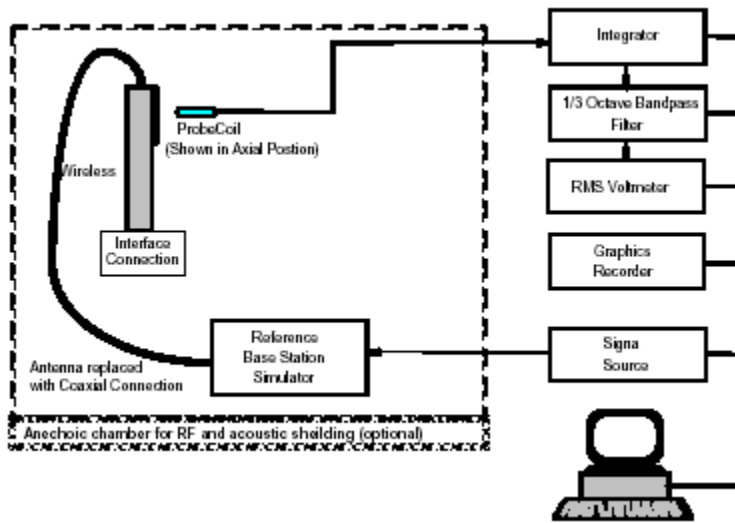 Integrator
1/3 Octave Bandpass
Filter
RMS Voltmeter
Graphics
Recorder
Signa
Source
ProbeCoil
(Shown in Axial Postion)
Wireless
Interface
Connection
Reference
Base Station
Simulator
Antenna replaced
with Coaxial Connection
Anechoic chamber for RF and acoustic sheilding (optional)